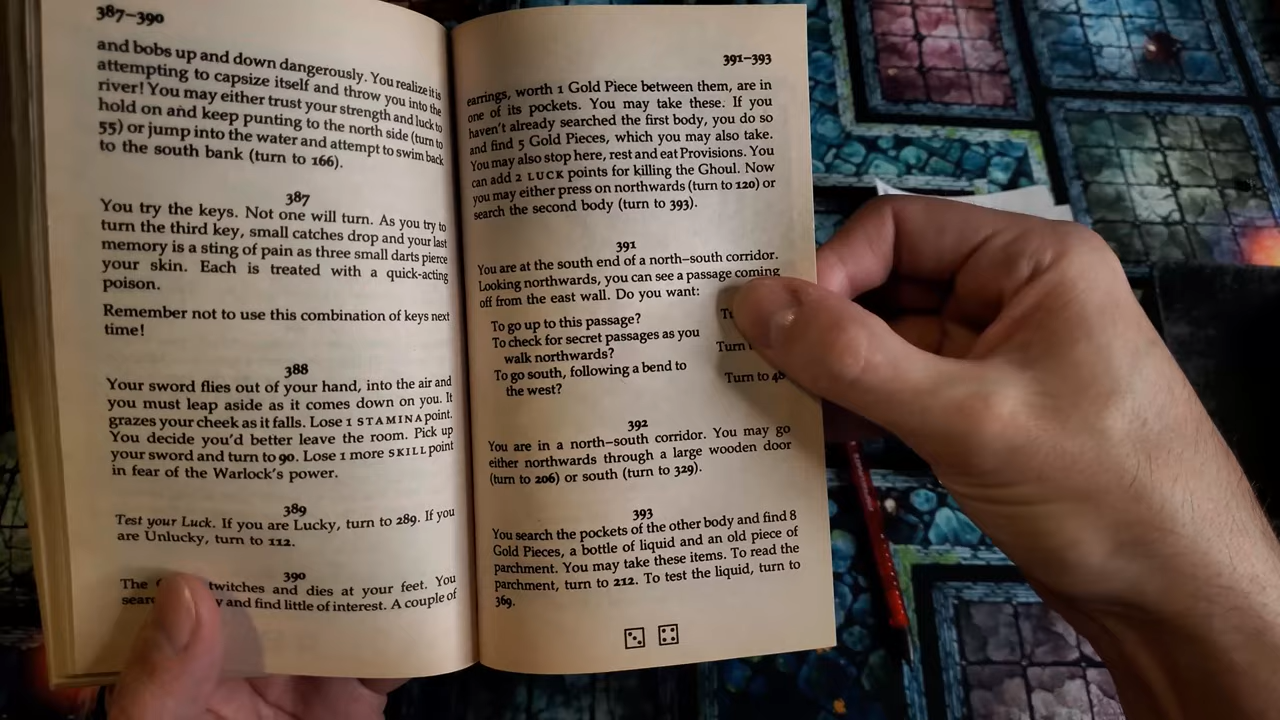 387–390
and bobs up and down dangerously. You realize it is
attempting to capsize itself and throw you into the
river! You may either trust your strength and luck to
hold on and keep punting to the north side (turn to
55) or jump into the water and attempt to swim back
to the south bank (turn to 166).
387
You try the keys. Not one will turn. As you try to
turn the third key, small catches drop and your last
memory is a sting of pain as three small darts pierce
your skin. Each is treated with a quick-acting
poison.
Remember not to use this combination of keys next
time!
388
Your sword flies out of your hand, into the air and
you must leap aside as it comes down on you. It
grazes your cheek as it falls. Lose 1 STAMINA point.
You decide you'd better leave the room. Pick up
your sword and turn to 90. Lose 1 more SKILL point
in fear of the Warlock's power.
389
Test your Luck. If you are Lucky, turn to 289. If you
are Unlucky, turn to 112.
390
The twitches and dies at your feet. You
and find little of interest. A couple of
391–393
earrings, worth 1 Gold Piece between them, are in
one of its pockets. You may take these. If you
haven't already searched the first body, you do so
and find 5 Gold Pieces, which you may also take.
You may also stop here, rest and eat Provisions. You
can add 2 LUCK points for killing the Ghoul. Now
you may either press on northwards (turn to 120) or
search the second body (turn to 393).
391
You are at the south end of a north–south corridor.
Looking northwards, you can see a passage coming
off from the east wall. Do you want:
To go up to this passage?
To check for secret passages as you
walk northwards? Turn
To go south, following a bend to
the west? Turn to
392
You are in a north–south corridor. You may go
either northwards through a large wooden door
(turn to 206) or south (turn to 329).
393
You search the pockets of the other body and find 8
Gold Pieces, a bottle of liquid and an old piece of
parchment. You may take these items. To read the
parchment, turn to 212. To test the liquid, turn to
369.